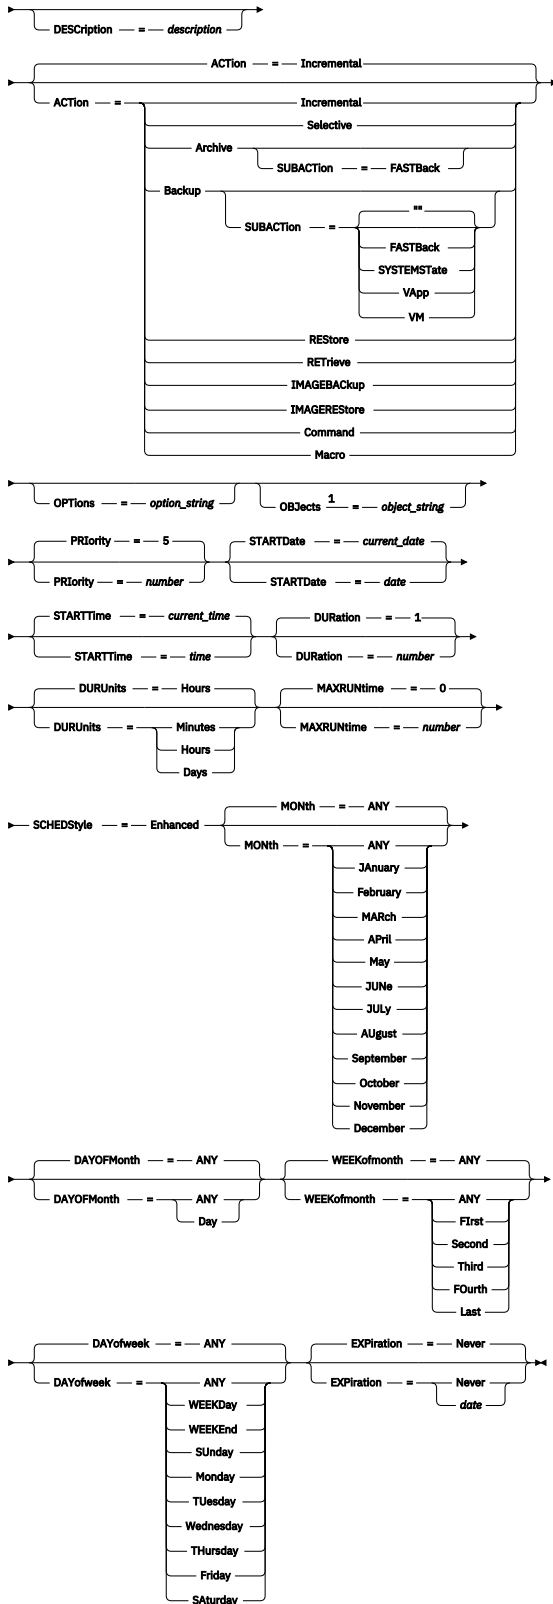 DESCription = description
ACTion = Incremental
ACTion = Incremental
Selective
Archive
SUBACTion = FASTBack
Backup
""
SUBACTion =
FASTBack
SYSTEMSTate
VApp
VM
REStore
RETrieve
IMAGEBACkup
IMAGEREStore
Command
Macro
OPTions = option_string
OBJects 1 = object_string
PRIority = 5
STARTDate = current_date
PRIority = number
STARTDate = date
STARTTime = current_time
DURation = 1
STARTTime = time
DURation = number
DURUnits = Hours
MAXRUNtime = 0
DURUnits = Minutes
MAXRUNtime = number
Hours
Days
MONth = ANY
SCHEDStyle = Enhanced
MONth = ANY
JAnuary
February
MARch
APril
May
JUNe
JULy
AUgust
September
October
November
December
DAYOFMonth = ANY
WEEKofmonth = ANY
DAYOFMonth = ANY
WEEKofmonth = ANY
Day
FIrst
Second
Third
FOurth
Last
DAYofweek = ANY
EXPiration = Never
DAYofweek = ANY
EXPiration = Never
WEEKDay
date
WEEKEnd
SUnday
Monday
TUesday
Wednesday
THursday
Friday
SAturday